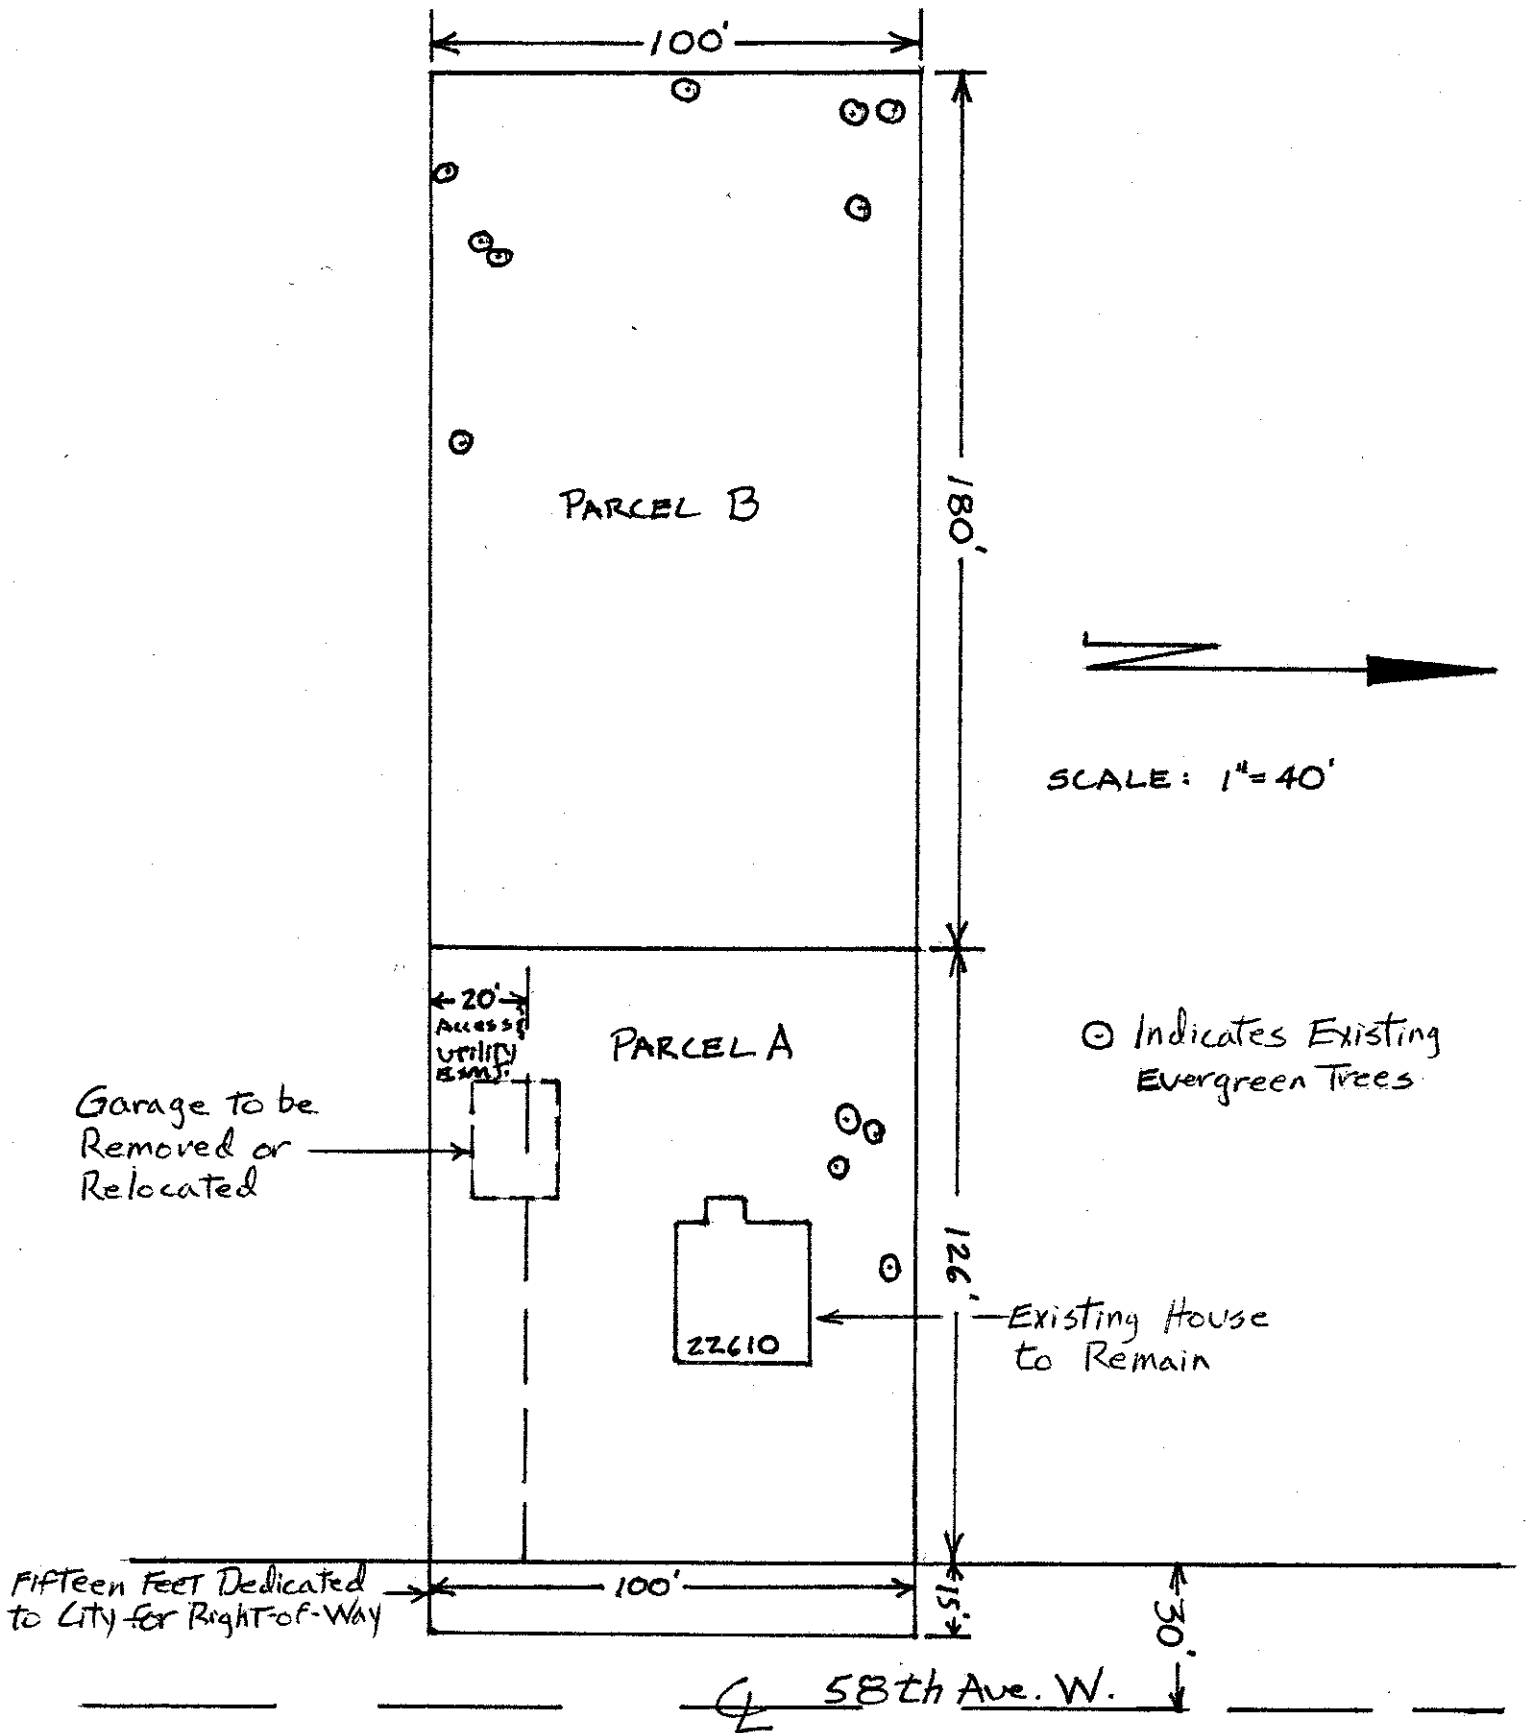 100'
180'
PARCEL B
SCALE: 1"=40'
20'
Access &
Utility
Esmt.
PARCEL A
⊙ Indicates Existing
Evergreen Trees
Garage to be
Removed or
Relocated
126'
Existing House
to Remain
22610
Fifteen Feet Dedicated
to City for Right-of-Way
100'
15'
30'
℄ 58th Ave. W.